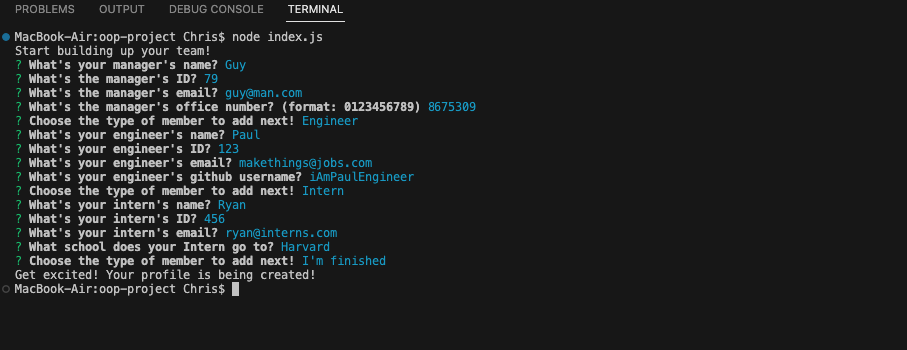 PROBLEMS OUTPUT DEBUG CONSOLE TERMINAL
MacBook-Air:oop-project Chris$ node index.js
Start building up your team!
? What's your manager's name? Guy
? What's the manager's ID? 79
? What's the manager's email? guy@man.com
? What's the manager's office number? (format: 0123456789) 8675309
? Choose the type of member to add next! Engineer
? What's your engineer's name? Paul
? What's your engineer's ID? 123
? What's your engineer's email? makethings@jobs.com
? What's your engineer's github username? iAmPaulEngineer
? Choose the type of member to add next! Intern
? What's your intern's name? Ryan
? What's your intern's ID? 456
? What's your intern's email? ryan@interns.com
? What school does your Intern go to? Harvard
? Choose the type of member to add next! I'm finished
Get excited! Your profile is being created!
MacBook-Air:oop-project Chris$